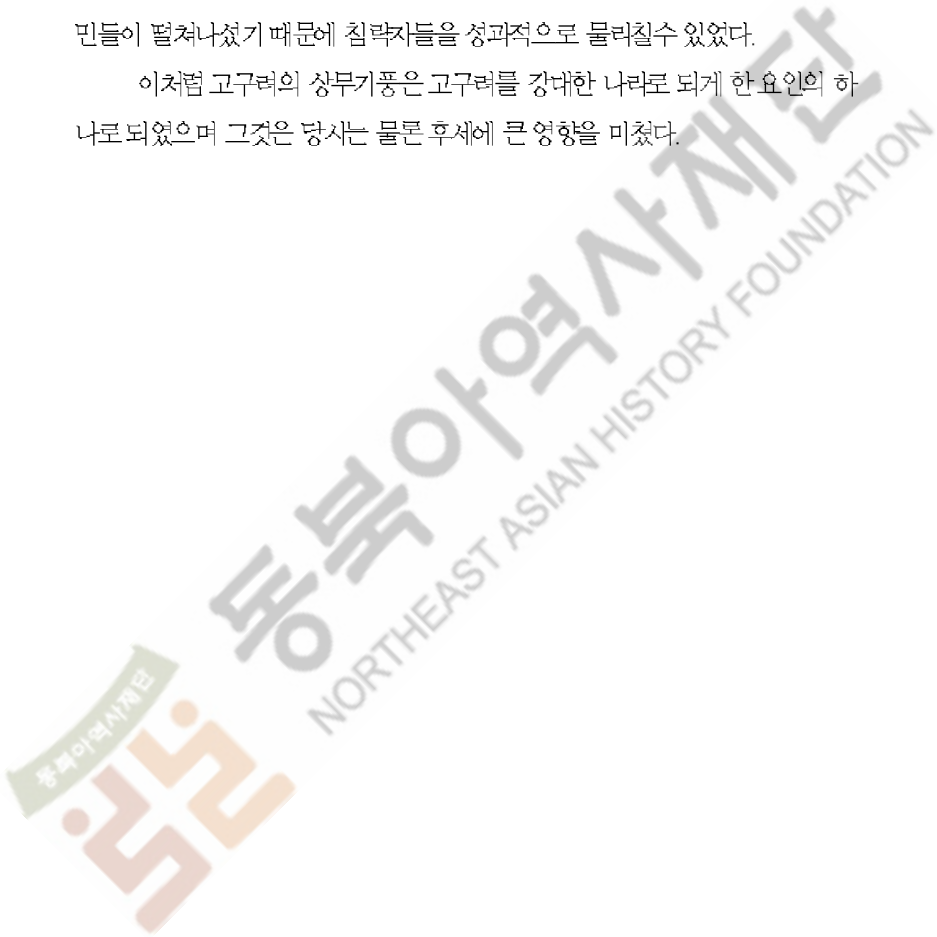 민들이 떨쳐나섰기 때문에 침략자들을 성과적으로 물리칠수 있었다.
이처럼 고구려의 상무기풍은 고구려를 강대한 나라로 되게 한 요인의 하
나로 되였으며 그것은 당시는 물론 후세에 큰 영향을 미쳤다.
동북아역사재단
NORTHEAST ASIAN HISTORY FOUNDATION
동북아역사재단